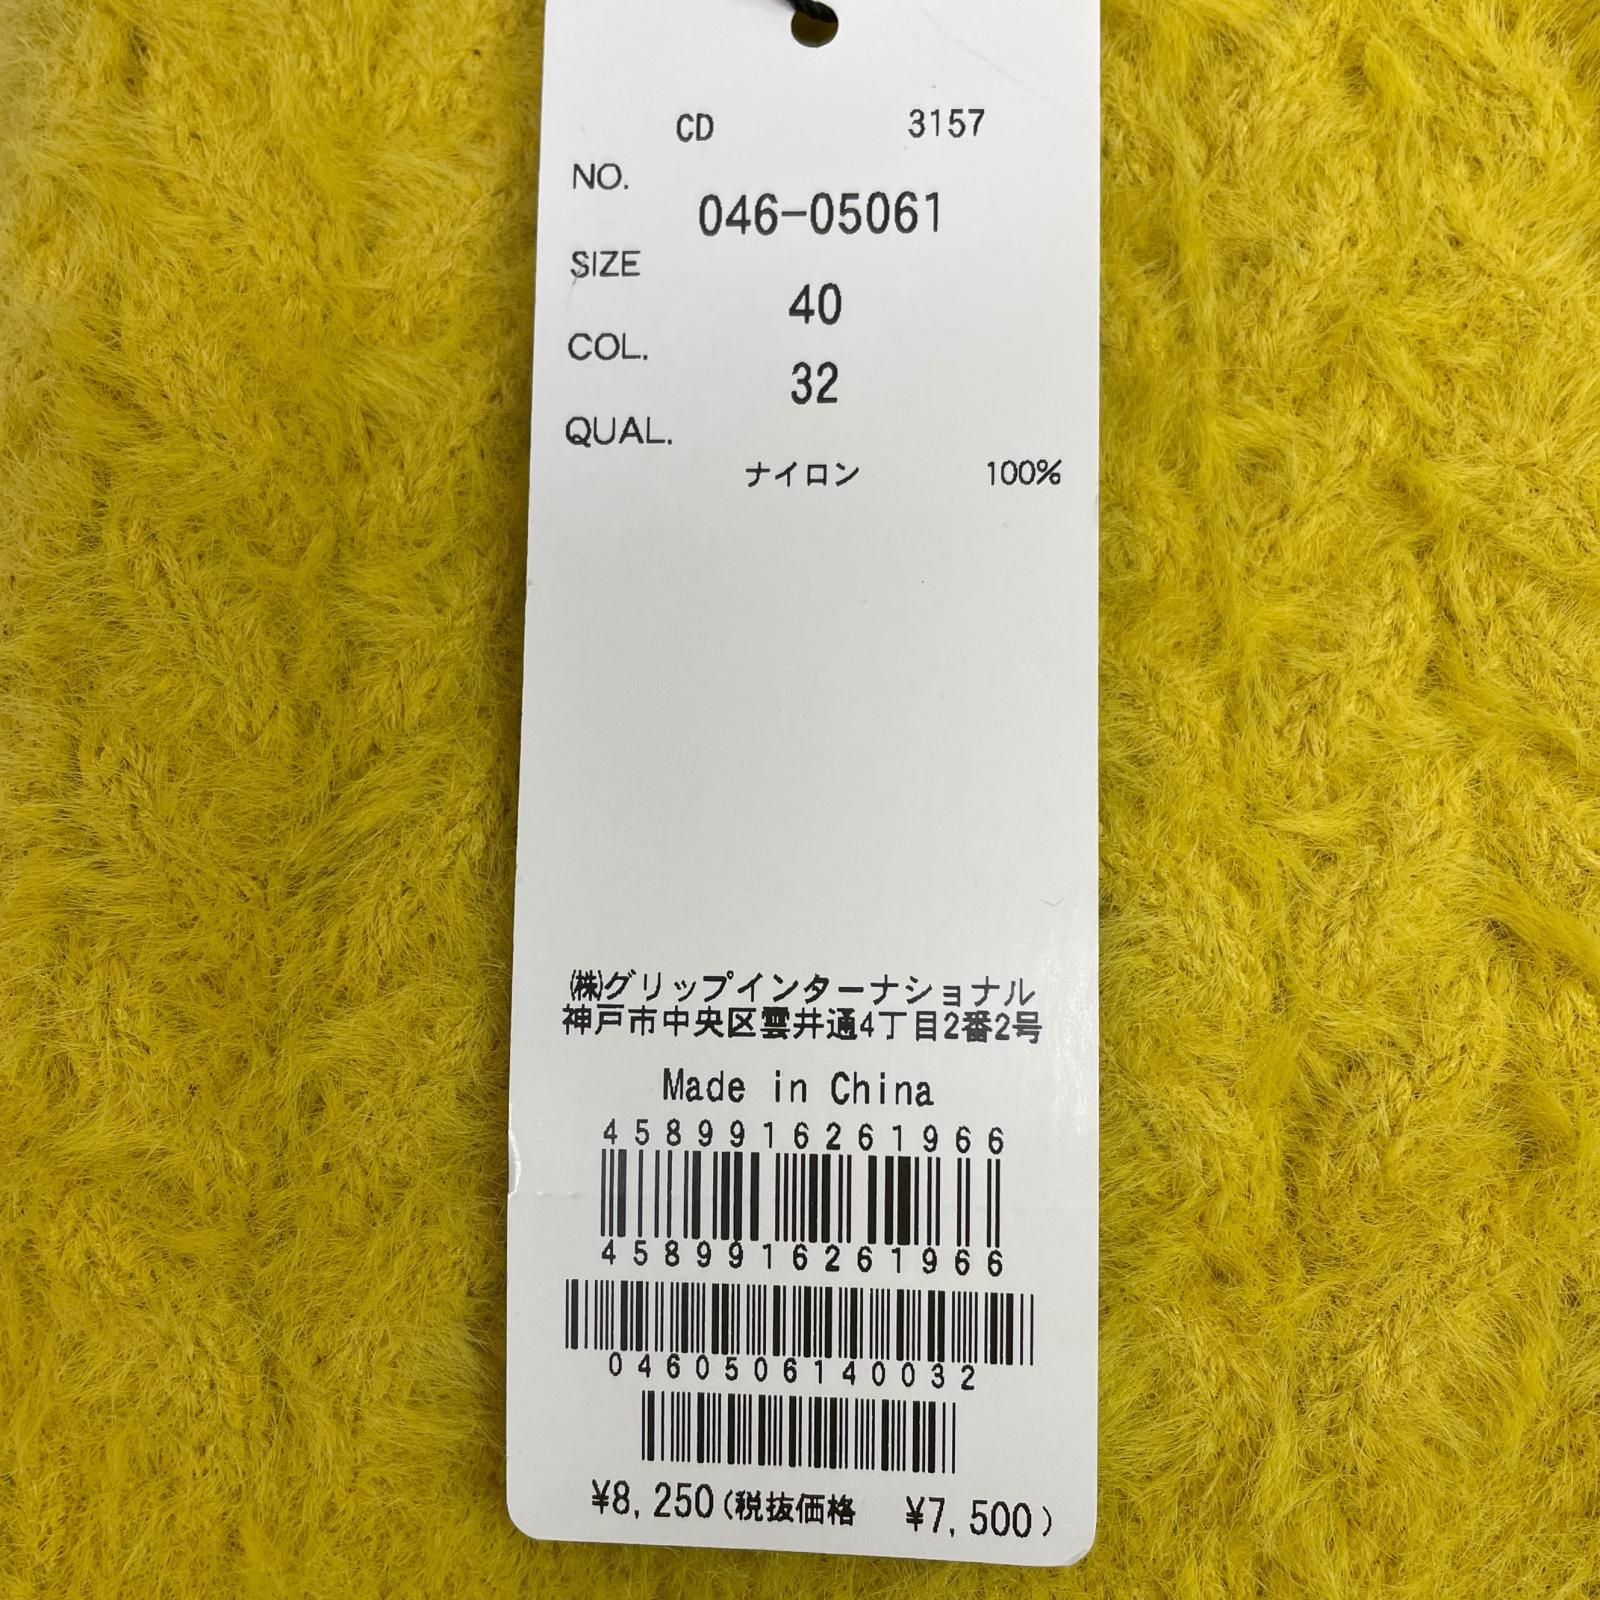 CD 3157
NO.
046-05061
SIZE
40
COL.
32
QUAL.
ナイロン 100%
㈱グリップインターナショナル
神戸市中央区雲井通4丁目2番2号
Made in China
4589916261966
4589916261966
0460506140032
¥8,250(税抜価格 ¥7,500)